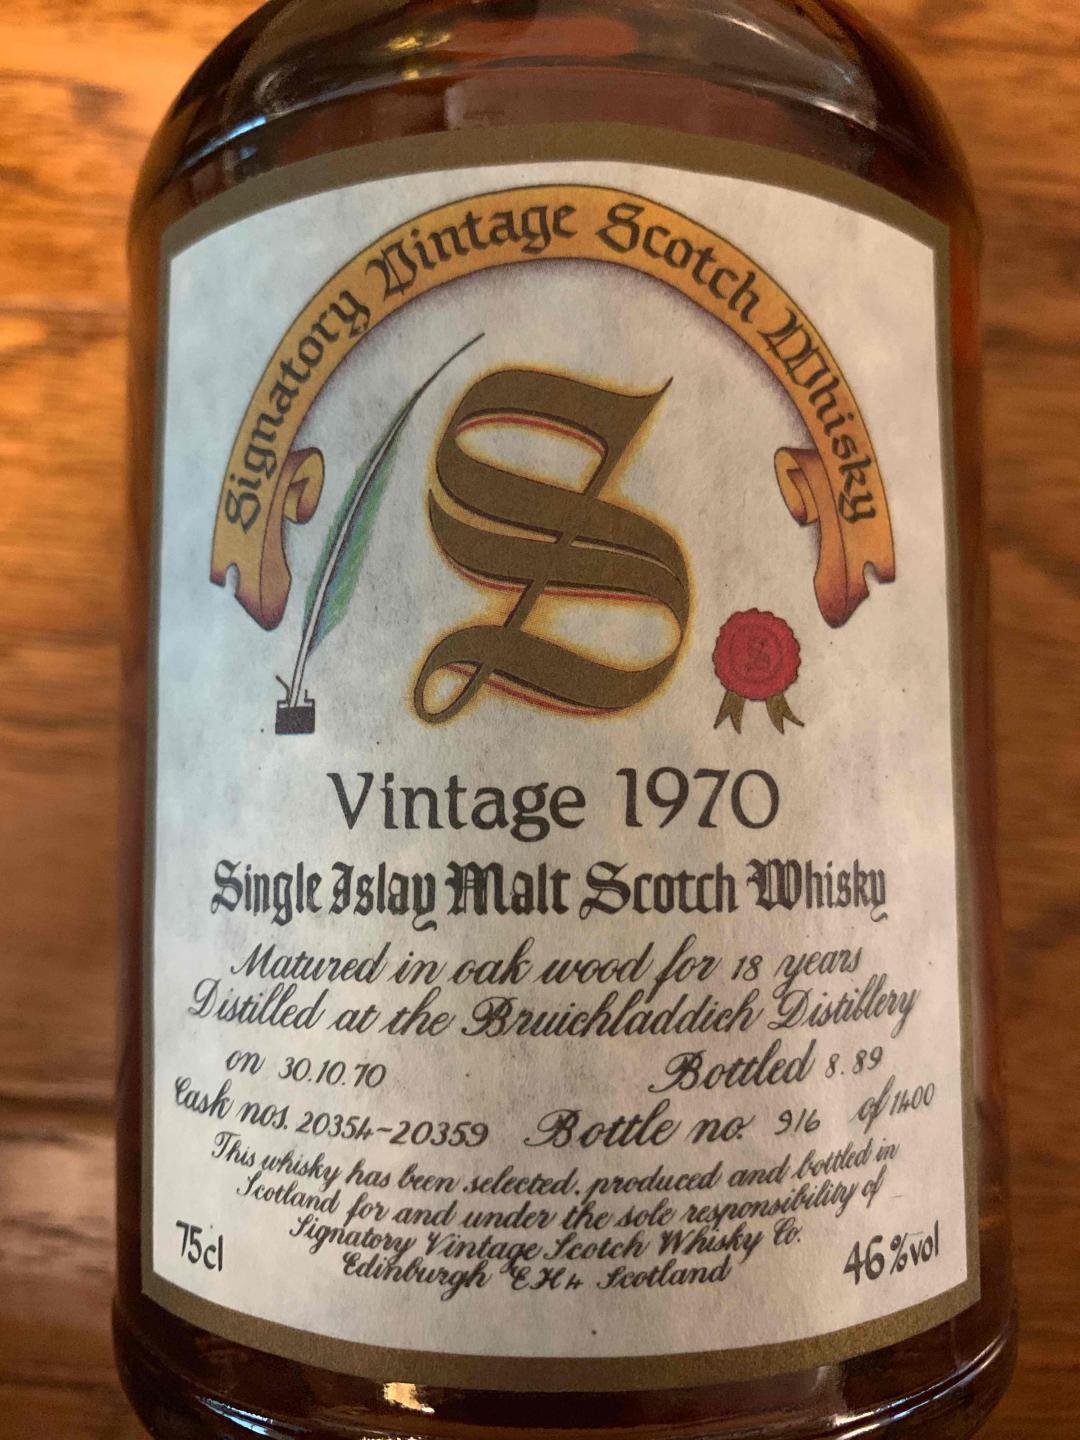 Signatory Vintage Scotch Whisky
S
S
Vintage 1970
Single Islay Malt Scotch Whisky
Matured in oak wood for 18 years
Distilled at the Bruichladdich Distillery
on 30.10.70 Bottled 8.89
Cask nos. 20354-20359 Bottle no. 916 of 1400
This whisky has been selected, produced and bottled in
Scotland for and under the sole responsibility of
Signatory Vintage Scotch Whisky Co.
Edinburgh EH4 Scotland
75cl 46%vol